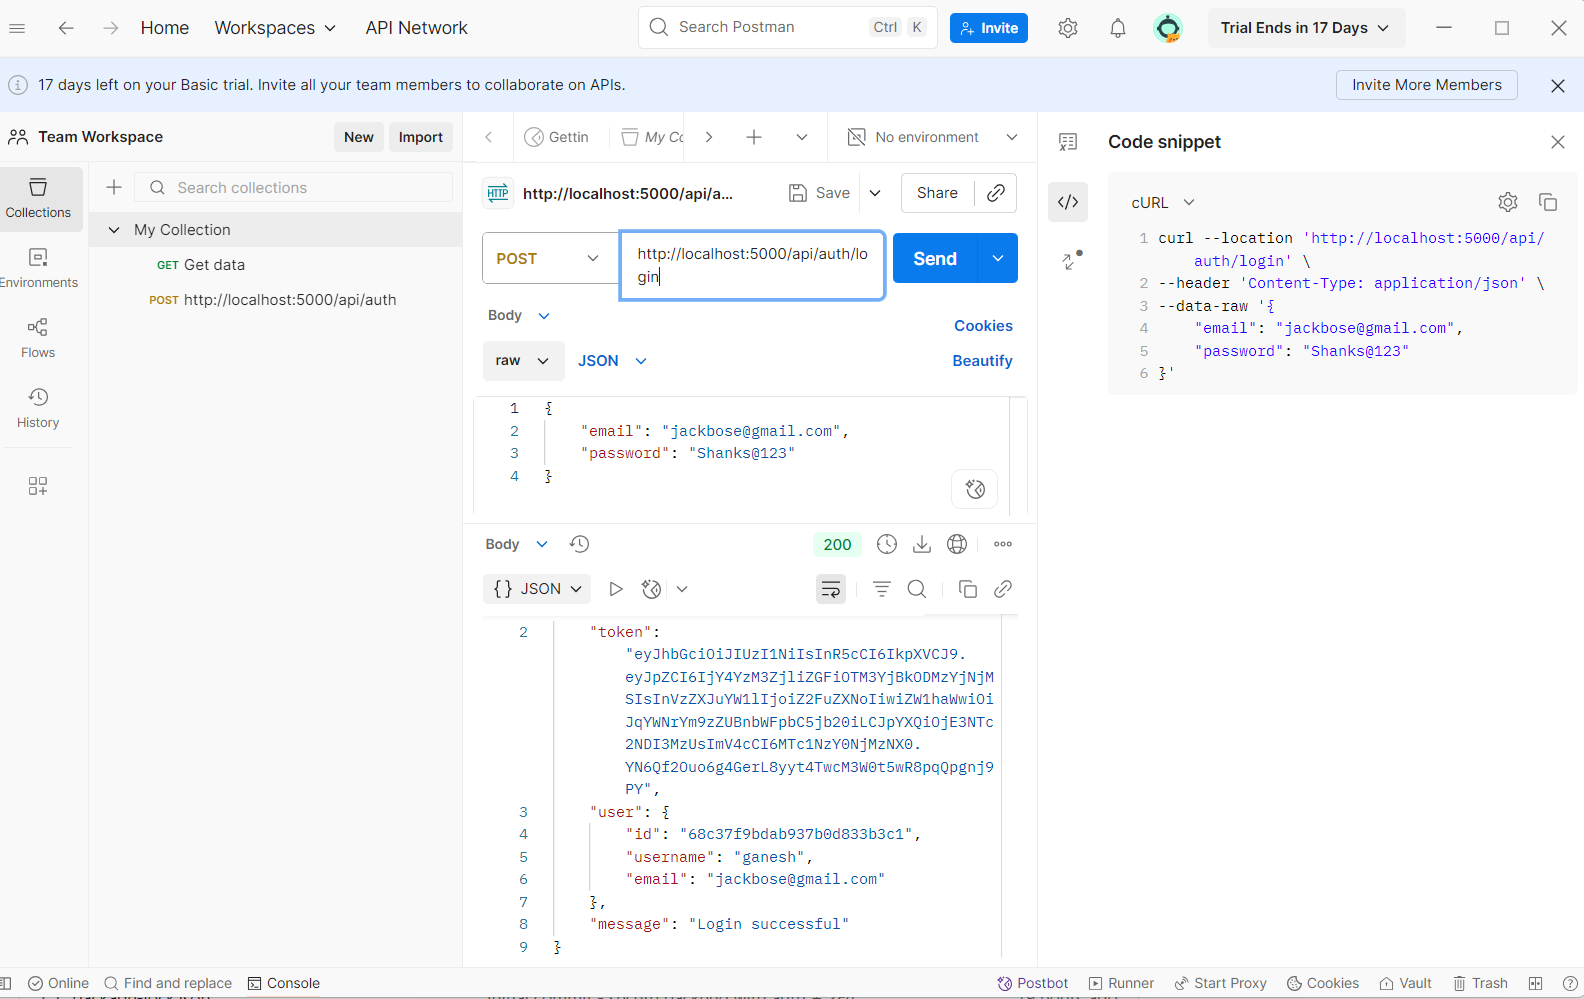 Home
Workspaces
API Network
Search Postman
Ctrl
K
Invite
Trial Ends in 17 Days
17 days left on your Basic trial. Invite all your team members to collaborate on APIs.
Invite More Members
Team Workspace
New
Import
Gettin
My Cc
No environment
Code snippet
Collections
Environments
Flows
History
Search collections
My Collection
GET Get data
POST http://localhost:5000/api/auth
HTTP
http://localhost:5000/api/a...
Save
Share
POST
http://localhost:5000/api/auth/lo
gin
Send
Body
Cookies
raw
JSON
Beautify
1 {
2 "email": "jackbose@gmail.com",
3 "password": "Shanks@123"
4 }
Body
200
{} JSON
2 "token":
"eyJhbGciOiJIUzI1NiIsInR5cCI6IkpXVCJ9.
eyJpZCI6IjY4YzM3ZjliZGFiOTM3YjBkODMzYjNjM
SIsInVzZXJuYW1lIjoiZ2FuZXNoIiwiZW1haWwiOi
JqYWNrYm9zZUBnbWFpbC5jb20iLCJpYXQiOjE3NTc
2NDI3MzUsImV4cCI6MTc1NzY0NjMzNX0.
YN6Qf2Ouo6g4GerL8yyt4TwcM3W0t5wR8pqQpgnj9
PY",
3 "user": {
4 "id": "68c37f9bdab937b0d833b3c1",
5 "username": "ganesh",
6 "email": "jackbose@gmail.com"
7 },
8 "message": "Login successful"
9 }
cURL
1 curl --location 'http://localhost:5000/api/
auth/login' \
2 --header 'Content-Type: application/json' \
3 --data-raw '{
4 "email": "jackbose@gmail.com",
5 "password": "Shanks@123"
6 }'
Online
Find and replace
Console
Postbot
Runner
Start Proxy
Cookies
Vault
Trash